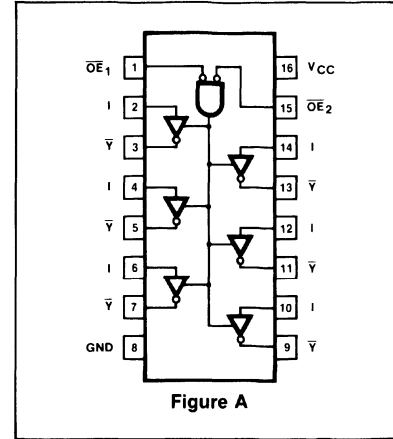 OE1 1 16 VCC
I 2 15 OE2
Y 3 14 I
I 4 13 Y
Y 5 12 I
I 6 11 Y
Y 7 10 I
GND 8 9 Y
Figure A